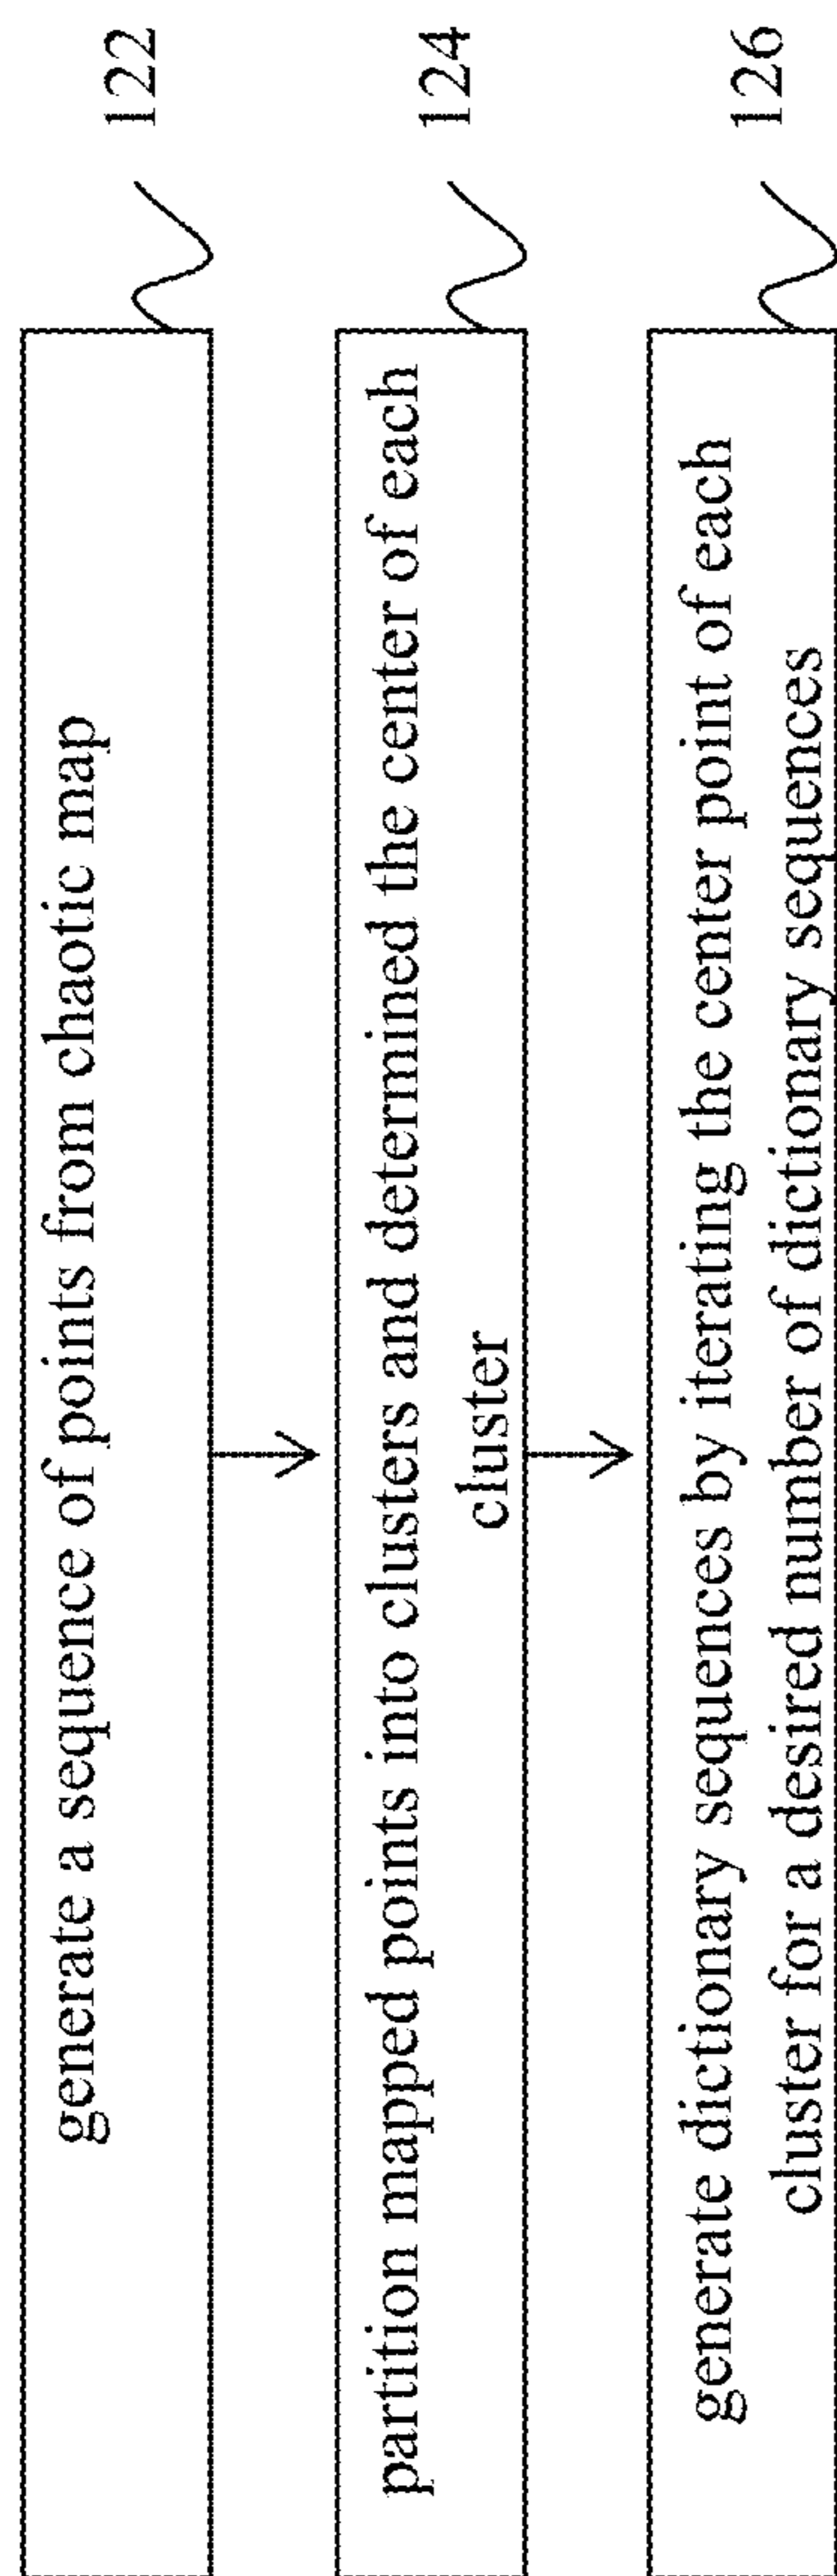 generate a sequence of points from chaotic map
122
partition mapped points into clusters and determined the center of each
cluster
124
generate dictionary sequences by iterating the center point of each
cluster for a desired number of dictionary sequences
126